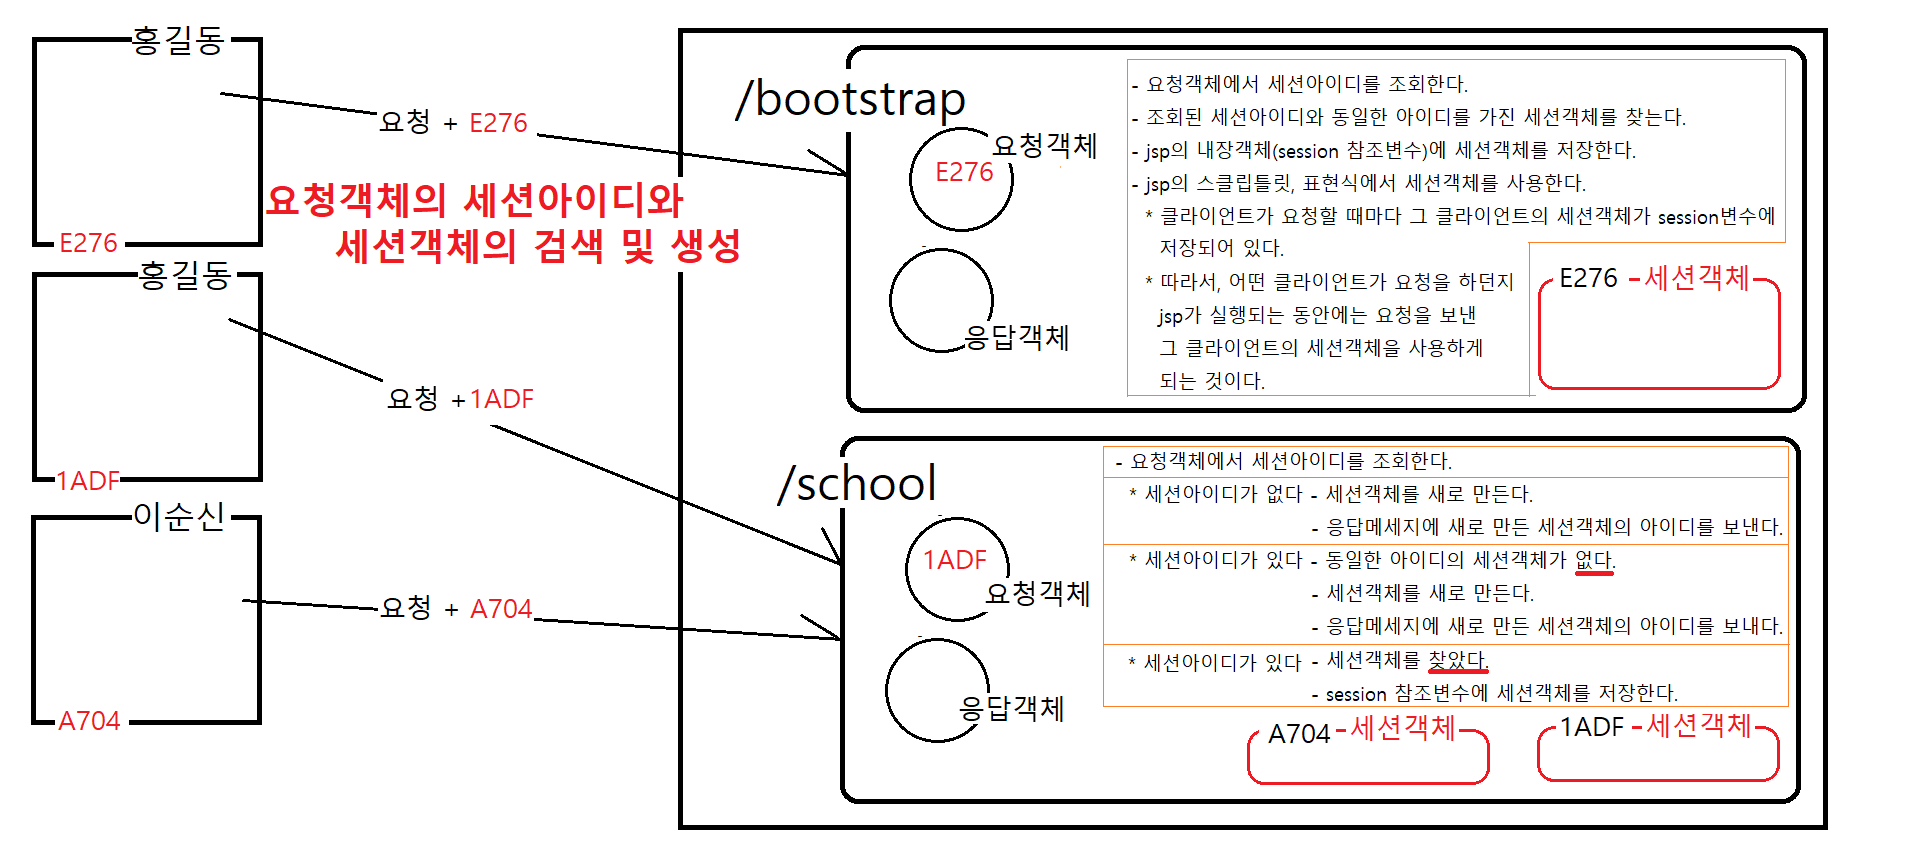 홍길동
E276
홍길동
1ADF
이순신
A704
요청 + E276
요청객체의 세션아이디와
세션객체의 검색 및 생성
요청 +1ADF
요청 + A704
/bootstrap
E276
요청객체
응답객체
- 요청객체에서 세션아이디를 조회한다.
- 조회된 세션아이디와 동일한 아이디를 가진 세션객체를 찾는다.
- jsp의 내장객체(session 참조변수)에 세션객체를 저장한다.
- jsp의 스클립틀릿, 표현식에서 세션객체를 사용한다.
* 클라이언트가 요청할 때마다 그 클라이언트의 세션객체가 session변수에
저장되어 있다.
* 따라서, 어떤 클라이언트가 요청을 하던지
jsp가 실행되는 동안에는 요청을 보낸
그 클라이언트의 세션객체을 사용하게
되는 것이다.
E276 -세션객체
/school
1ADF
요청객체
응답객체
- 요청객체에서 세션아이디를 조회한다.
* 세션아이디가 없다 - 세션객체를 새로 만든다.
- 응답메세지에 새로 만든 세션객체의 아이디를 보낸다.
* 세션아이디가 있다 - 동일한 아이디의 세션객체가 없다.
- 세션객체를 새로 만든다.
- 응답메세지에 새로 만든 세션객체의 아이디를 보내다.
* 세션아이디가 있다 - 세션객체를 찾았다.
- session 참조변수에 세션객체를 저장한다.
A704 -세션객체
1ADF -세션객체